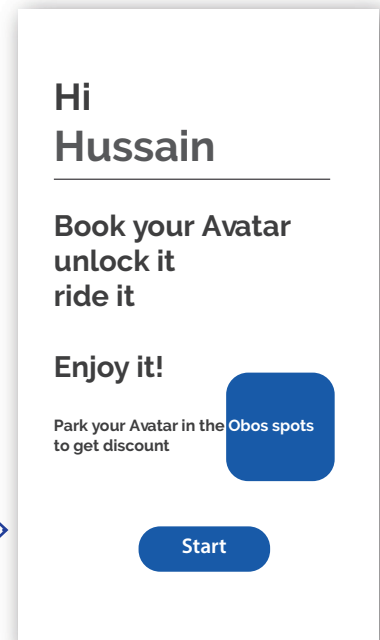 Hi
Hussain
Book your Avatar
unlock it
ride it
Enjoy it!
Park your Avatar in the Obos spots
to get discount
Start